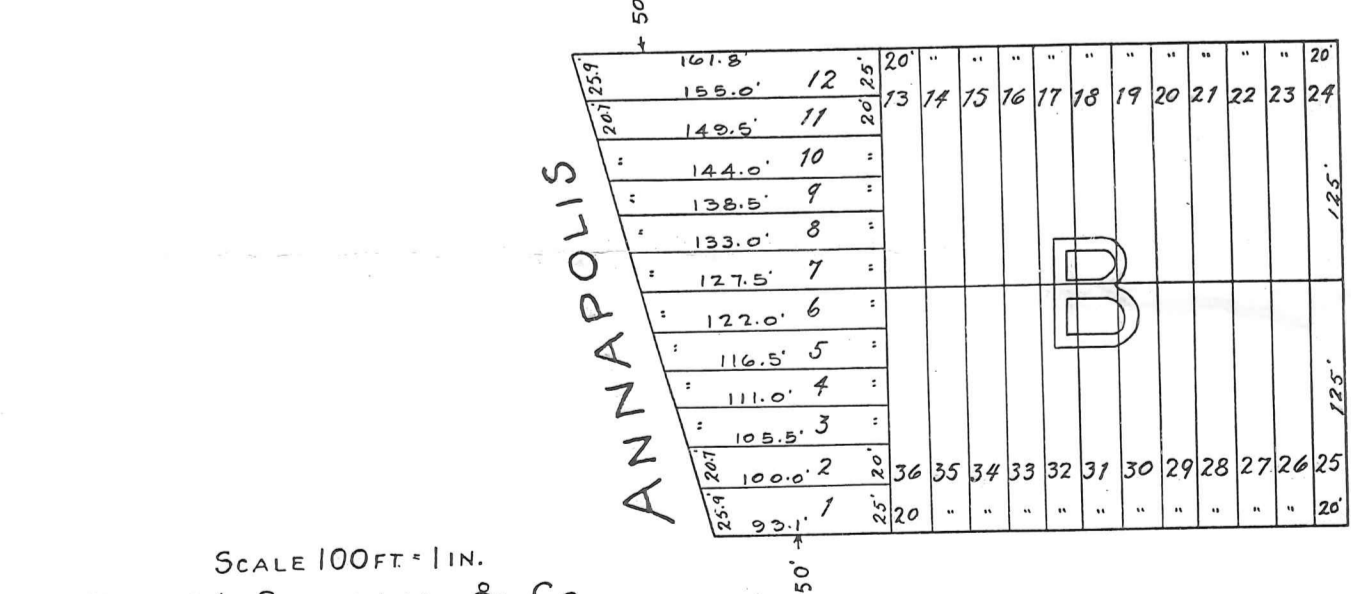 50
25.9' 161.8' 25' 20' " " " " " " " " " " 20'
155.0' 12 13 14 15 16 17 18 19 20 21 22 23 24
20.7' 149.5' 11 20'
" 144.0' 10 "
" 138.5' 9 "
" 133.0' 8 "
" 127.5' 7 "
" 122.0' 6 "
" 116.5' 5 "
" 111.0' 4 "
" 105.5' 3 "
20.7' 100.0' 2 20' 36 35 34 33 32 31 30 29 28 27 26 25
25.9' 93.1' 1 25' 20 " " " " " " " " " " 20'
125'
125'
B
ANNAPOLIS
50'
SCALE 100 FT. = 1 IN.